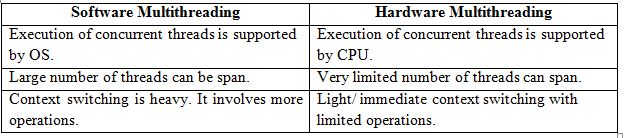 Software Multithreading
Hardware Multithreading
Execution of concurrent threads is supported
by OS.
Execution of concurrent threads is supported
by CPU.
Large number of threads can be span.
Very limited number of threads can span.
Context switching is heavy. It involves more
operations.
Light/ immediate context switching with
limited operations.